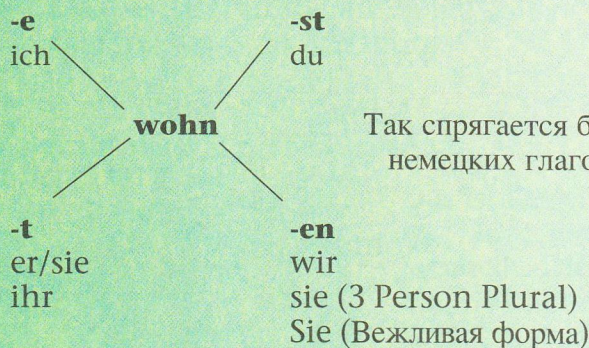 -e -st
ich du
wohn Так спрягается
немецких
-t -en
er/sie wir
ihr sie (3 Person Plural)
Sie (Вежливая форма)